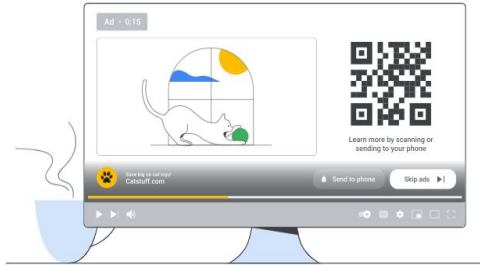 Ad • 0:15
Learn more by scanning or
sending to your phone
Save big on cat toys!
Catstuff.com
Send to phone
Skip ads